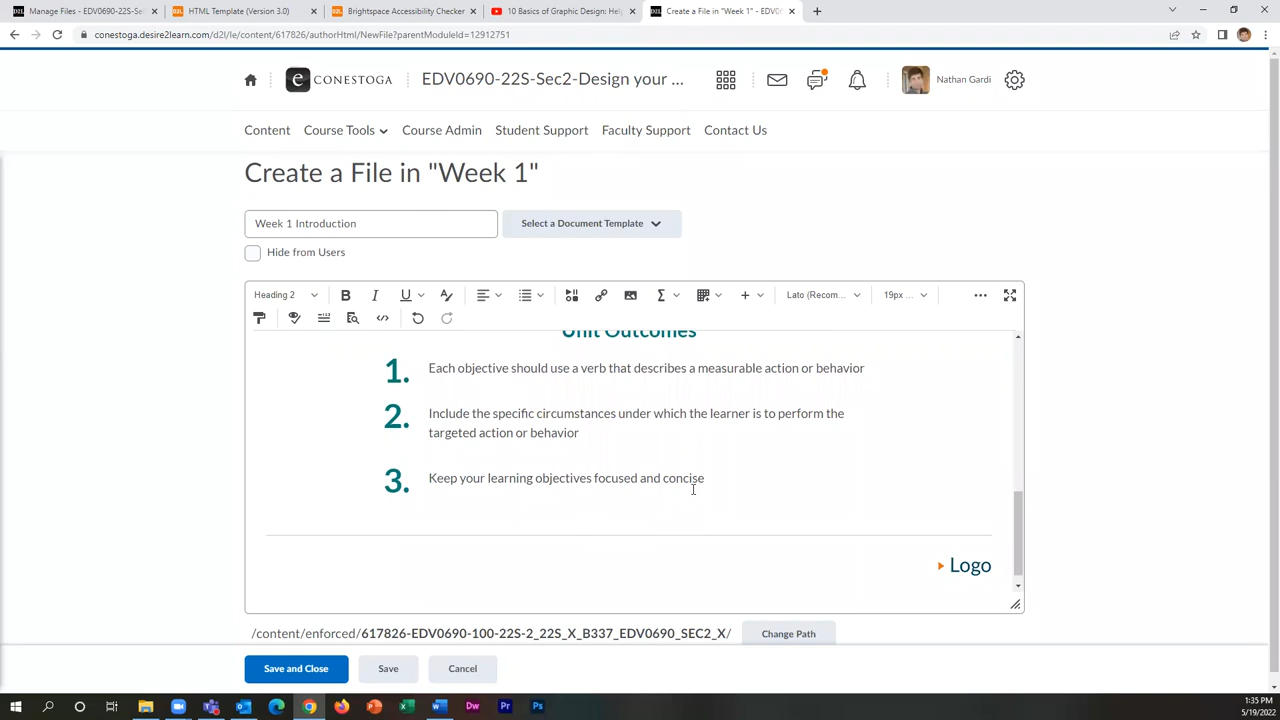 Manage Files - EDV0690-22S-Se
HTML Template (Version 3.0)
Brightspace Accessibility Checker
10 Basics of Graphic Design: Hel
Create a File in "Week 1" - EDV0
conestoga.desire2learn.com/d2l/le/content/617826/authorHtml/NewFile?parentModuleId=12912751
CONESTOGA
EDV0690-22S-Sec2-Design your ...
Nathan Gardi
Content
Course Tools
Course Admin
Student Support
Faculty Support
Contact Us
Create a File in "Week 1"
Week 1 Introduction
Select a Document Template
Hide from Users
Heading 2
Lato (Recom...
19px ...
Unit Outcomes
1. Each objective should use a verb that describes a measurable action or behavior
2. Include the specific circumstances under which the learner is to perform the
targeted action or behavior
3. Keep your learning objectives focused and concise
Logo
/content/enforced/617826-EDV0690-100-22S-2_22S_X_B337_EDV0690_SEC2_X/
Change Path
Save and Close
Save
Cancel
1:35 PM
5/19/2022